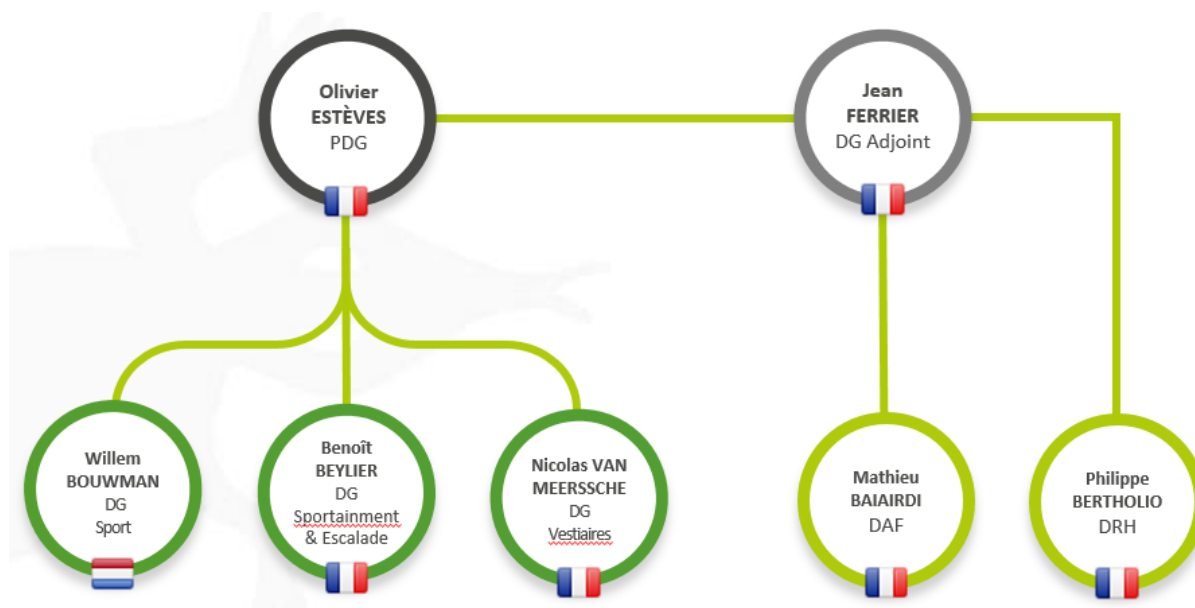 Olivier
ESTÈVES
PDG
Jean
FERRIER
DG Adjoint
Willem
BOUWMAN
DG
Sport
Benoît
BEYLIER
DG
Sportainment
& Escalade
Nicolas VAN
MEERSSCHE
DG
Vestiaires
Mathieu
BAIAIRDI
DAF
Philippe
BERTHOLIO
DRH